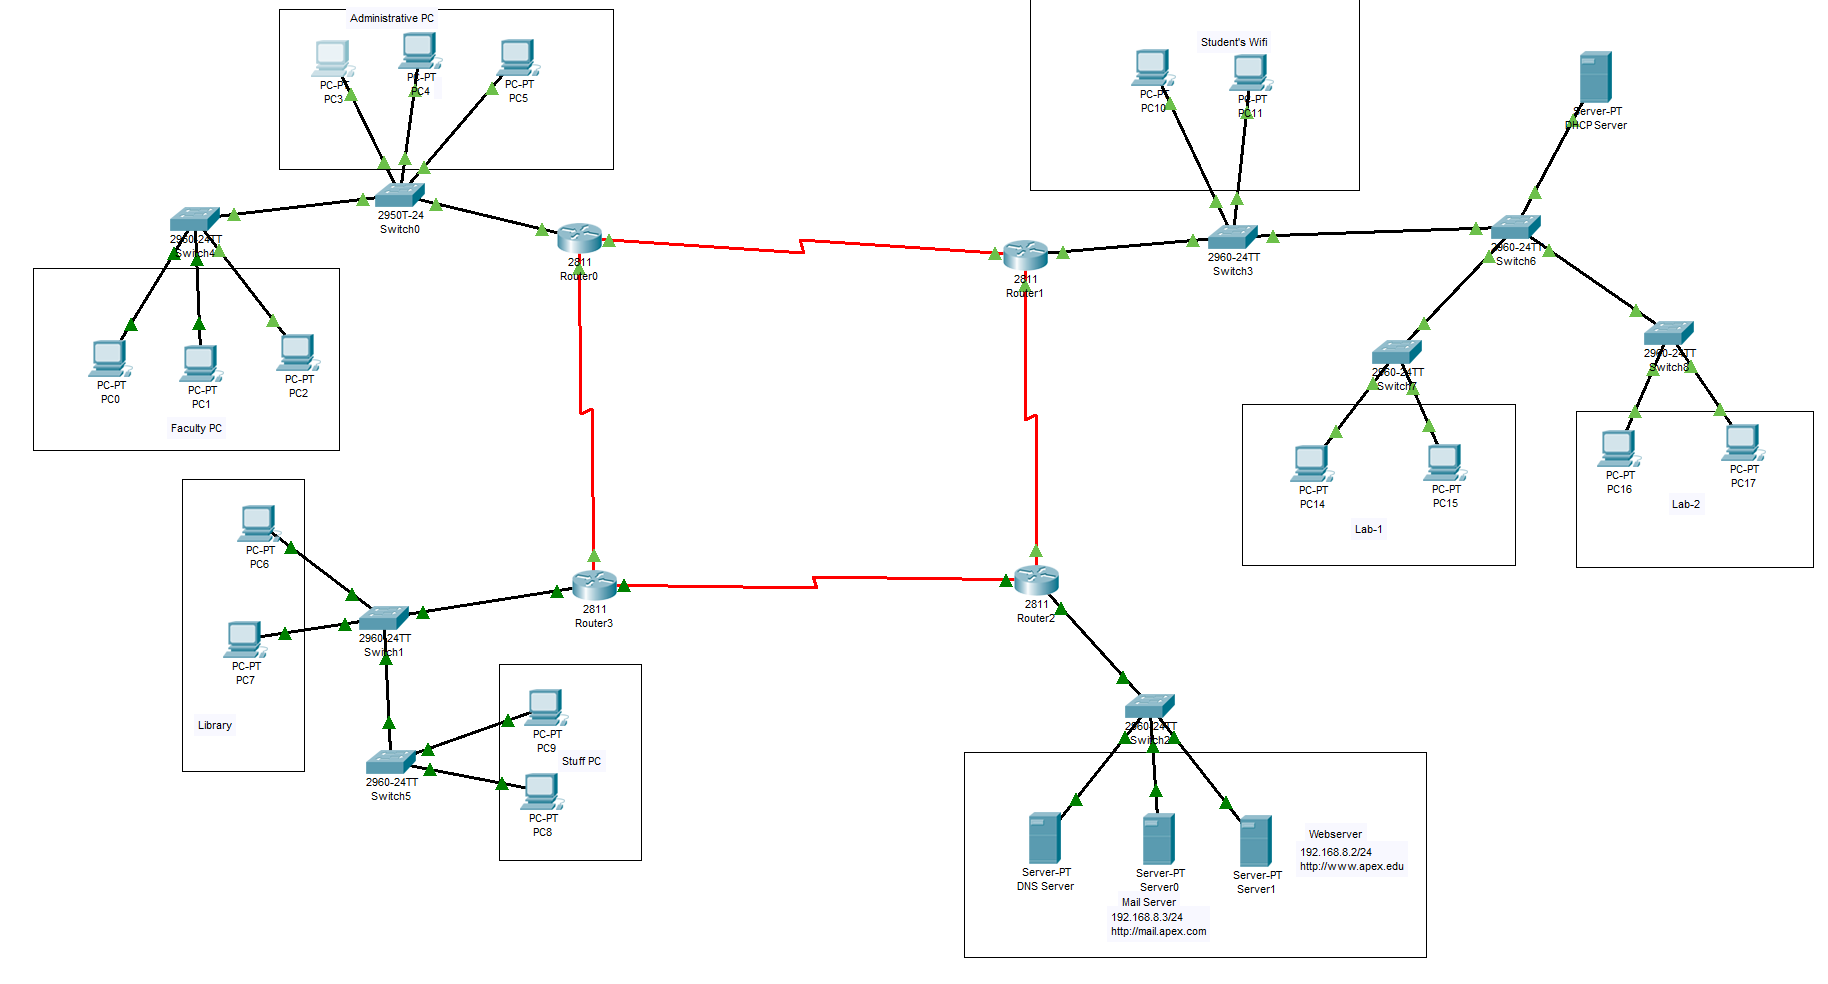 Administrative PC
PC-PT
PC3
PC-PT
PC4
PC-PT
PC5
2950T-24
Switch0
2960-24TT
Switch4
PC-PT
PC0
PC-PT
PC1
PC-PT
PC2
Faculty PC
2811
Router0
2811
Router1
Student's Wifi
PC-PT
PC10
PC-PT
PC11
2960-24TT
Switch3
Server-PT
DHCP Server
2960-24TT
Switch6
2960-24TT
Switch7
2960-24TT
Switch8
PC-PT
PC14
PC-PT
PC15
Lab-1
PC-PT
PC16
PC-PT
PC17
Lab-2
PC-PT
PC6
PC-PT
PC7
Library
2960-24TT
Switch1
2811
Router3
2960-24TT
Switch5
PC-PT
PC9
Stuff PC
PC-PT
PC8
2811
Router2
2960-24TT
Switch2
Server-PT
DNS Server
Server-PT
Server0
Mail Server
192.168.8.3/24
http://mail.apex.com
Server-PT
Server1
Webserver
192.168.8.2/24
http://www.apex.edu